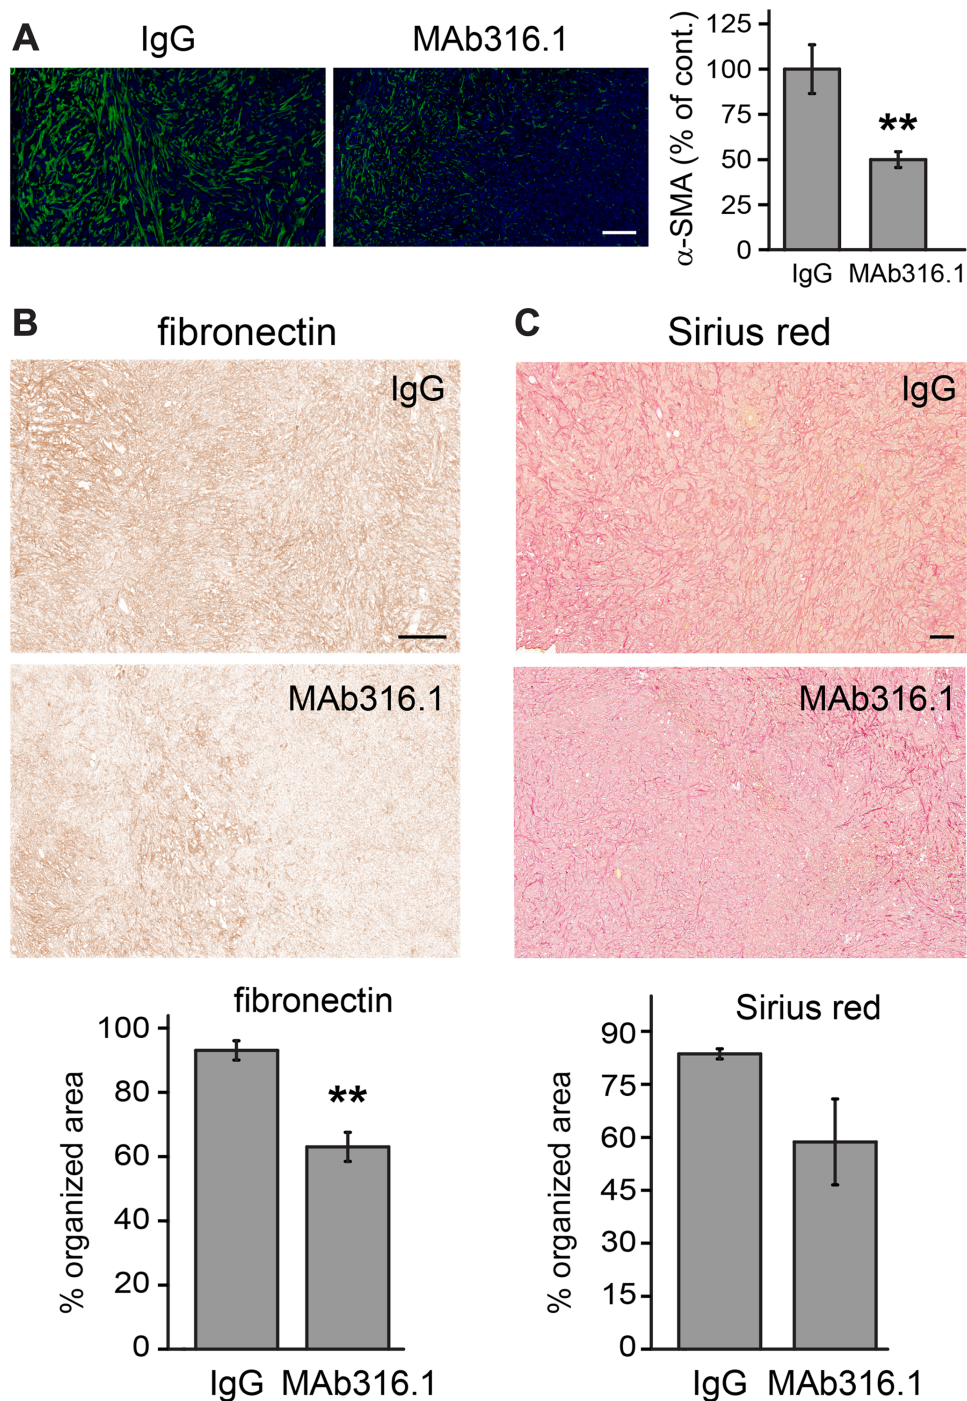 A
IgG
MAb316.1
α-SMA (% of cont.)
125
100
75
50
25
0
**
IgG
MAb316.1
B
fibronectin
IgG
MAb316.1
C
Sirius red
IgG
MAb316.1
fibronectin
% organized area
100
80
60
40
20
0
**
IgG
MAb316.1
Sirius red
% organized area
90
75
60
45
30
15
0
IgG
MAb316.1